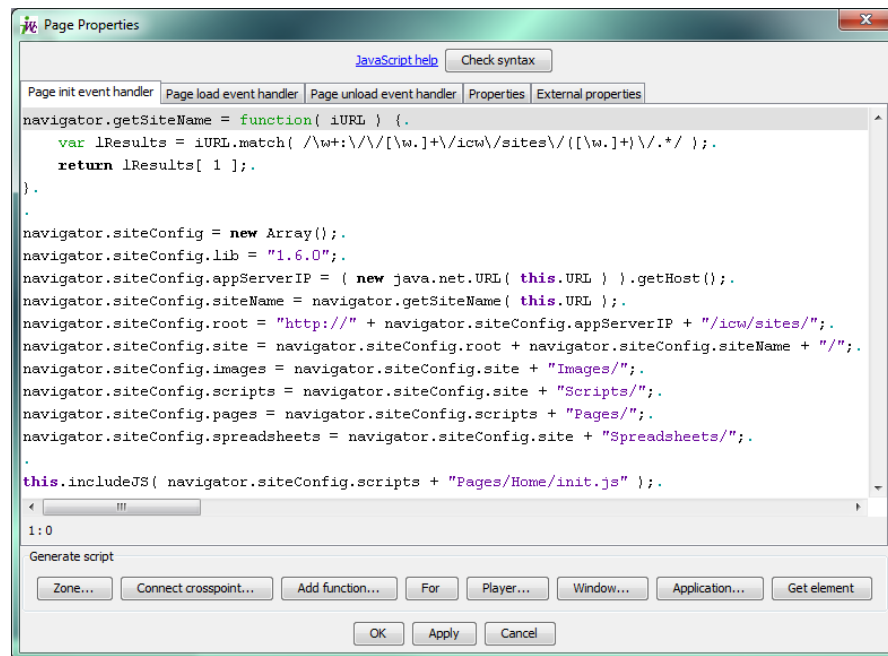 Page Properties
JavaScript help Check syntax
Page init event handler Page load event handler Page unload event handler Properties External properties
navigator.getSiteName = function( iURL ) {.
var lResults = iURL.match( /\w+:\/\/[\w.]+\/icw\/sites\/([\w.]+)\/.*/ );.
return lResults[ 1 ];.
}.
.
navigator.siteConfig = new Array();.
navigator.siteConfig.lib = "1.6.0";.
navigator.siteConfig.appServerIP = ( new java.net.URL( this.URL ) ).getHost();.
navigator.siteConfig.siteName = navigator.getSiteName( this.URL );.
navigator.siteConfig.root = "http://" + navigator.siteConfig.appServerIP + "/icw/sites/";.
navigator.siteConfig.site = navigator.siteConfig.root + navigator.siteConfig.siteName + "/";.
navigator.siteConfig.images = navigator.siteConfig.site + "Images/";.
navigator.siteConfig.scripts = navigator.siteConfig.site + "Scripts/";.
navigator.siteConfig.pages = navigator.siteConfig.scripts + "Pages/";.
navigator.siteConfig.spreadsheets = navigator.siteConfig.site + "Spreadsheets/";.
.
this.includeJS( navigator.siteConfig.scripts + "Pages/Home/init.js" );.
1:0
Generate script
Zone... Connect crosspoint... Add function... For Player... Window... Application... Get element
OK Apply Cancel